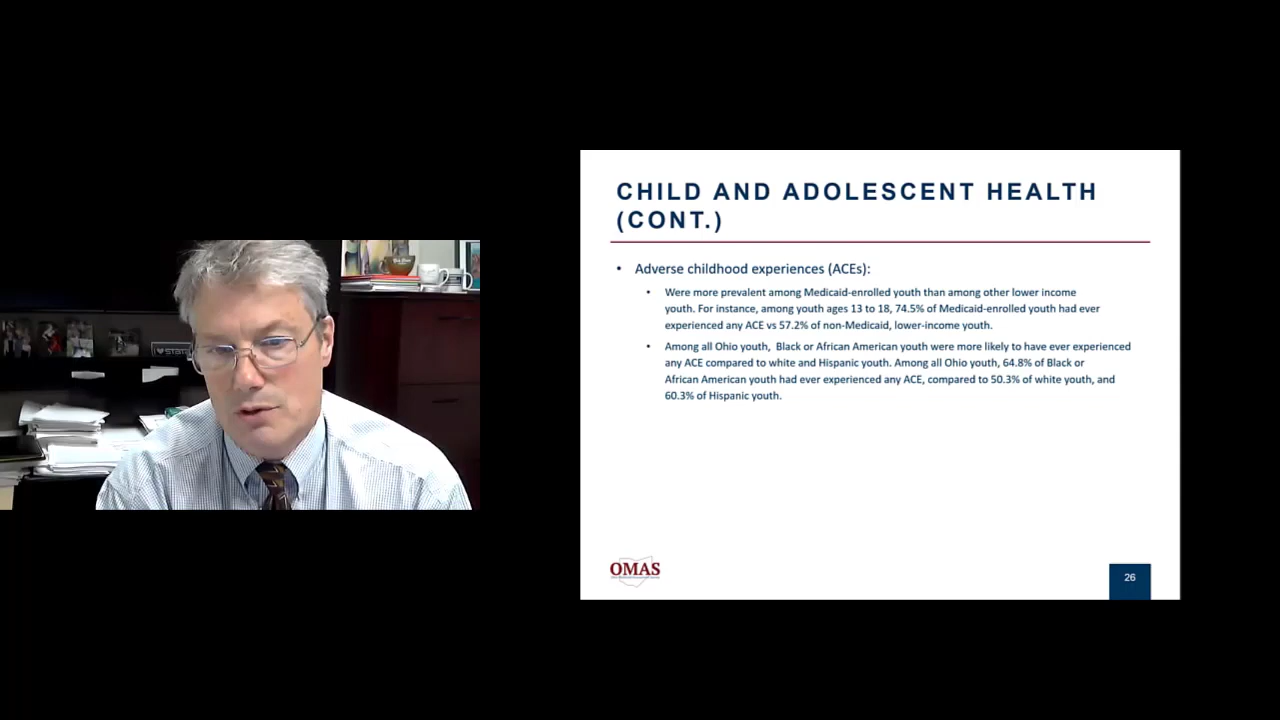 CHILD AND ADOLESCENT HEALTH
(CONT.)
• Adverse childhood experiences (ACEs):
• Were more prevalent among Medicaid-enrolled youth than among other lower income
youth. For instance, among youth ages 13 to 18, 74.5% of Medicaid-enrolled youth had ever
experienced any ACE vs 57.2% of non-Medicaid, lower-income youth.
• Among all Ohio youth, Black or African American youth were more likely to have ever experienced
any ACE compared to white and Hispanic youth. Among all Ohio youth, 64.8% of Black or
African American youth had ever experienced any ACE, compared to 50.3% of white youth, and
60.3% of Hispanic youth.
OMAS
26